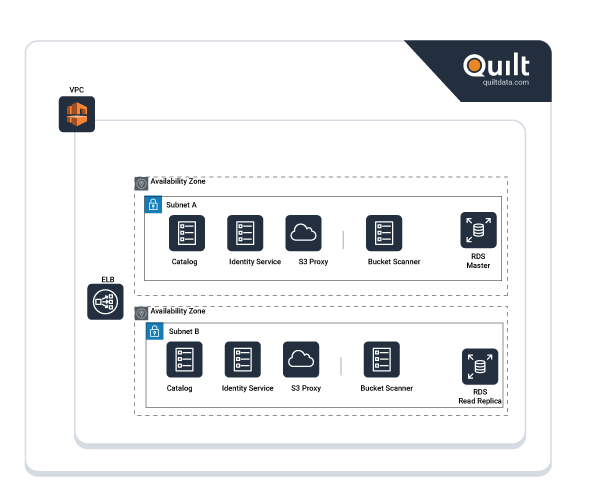 Quilt
quiltdata.com
VPC
Availability Zone
Subnet A
Catalog
Identity Service
S3 Proxy
Bucket Scanner
RDS
Master
ELB
Availability Zone
Subnet B
Catalog
Identity Service
S3 Proxy
Bucket Scanner
RDS
Read Replica